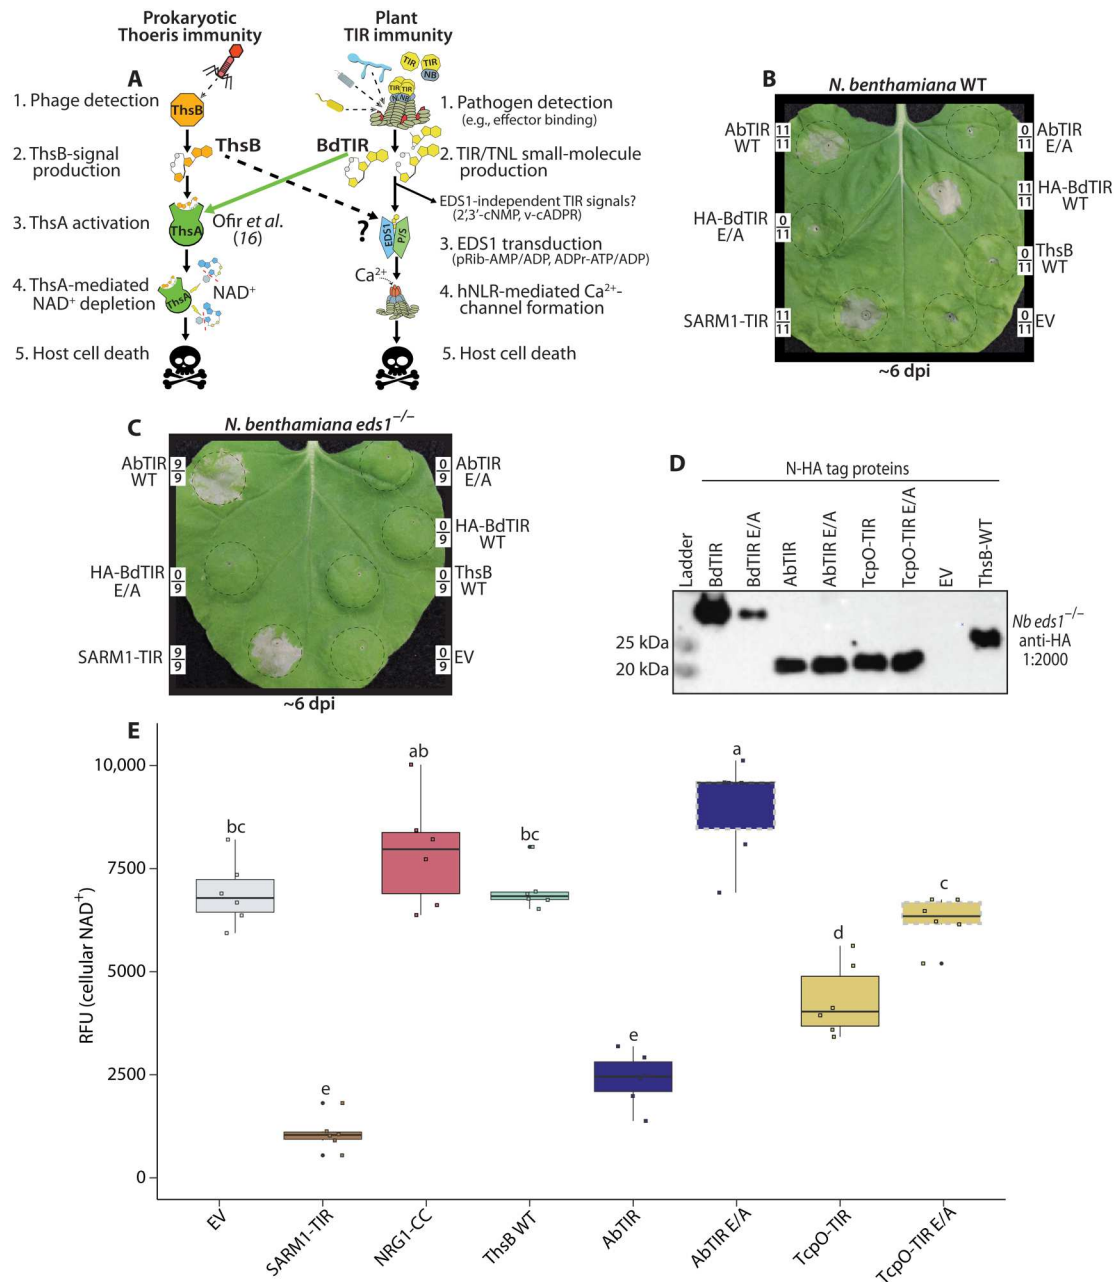 Prokaryotic
Thoeris immunity
Plant
TIR immunity
A
TIR
TIR
NB
TIR TIR
1. Phage detection
ThsB
1. Pathogen detection
(e.g., effector binding)
2. ThsB-signal
production
ThsB
BdTIR
2. TIR/TNL small-molecule
production
EDS1-independent TIR signals?
(2′,3′-cNMP, v-cADPR)
3. ThsA activation
ThsA
Ofir et al.
(16)
?
EDS1
P/S
3. EDS1 transduction
(pRib-AMP/ADP, ADPr-ATP/ADP)
4. ThsA-mediated
NAD+ depletion
ThsA
NAD+
Ca2+
4. hNLR-mediated Ca2+-
channel formation
5. Host cell death
5. Host cell death
B
N. benthamiana WT
AbTIR
WT
11
11
0
11
AbTIR
E/A
11
11
HA-BdTIR
WT
HA-BdTIR
E/A
0
11
0
11
ThsB
WT
SARM1-TIR
11
11
0
11
EV
~6 dpi
C
N. benthamiana eds1−/−
AbTIR
WT
9
9
0
9
AbTIR
E/A
0
9
HA-BdTIR
WT
HA-BdTIR
E/A
0
9
0
9
ThsB
WT
SARM1-TIR
9
9
0
9
EV
~6 dpi
D
N-HA tag proteins
Ladder
BdTIR
BdTIR E/A
AbTIR
AbTIR E/A
TcpO-TIR
TcpO-TIR E/A
EV
ThsB-WT
25 kDa
20 kDa
Nb eds1−/−
anti-HA
1:2000
E
RFU (cellular NAD+)
10,000
7500
5000
2500
0
bc
e
ab
bc
e
a
d
c
EV
SARM1-TIR
NRG1-CC
ThsB WT
AbTIR
AbTIR E/A
TcpO-TIR
TcpO-TIR E/A